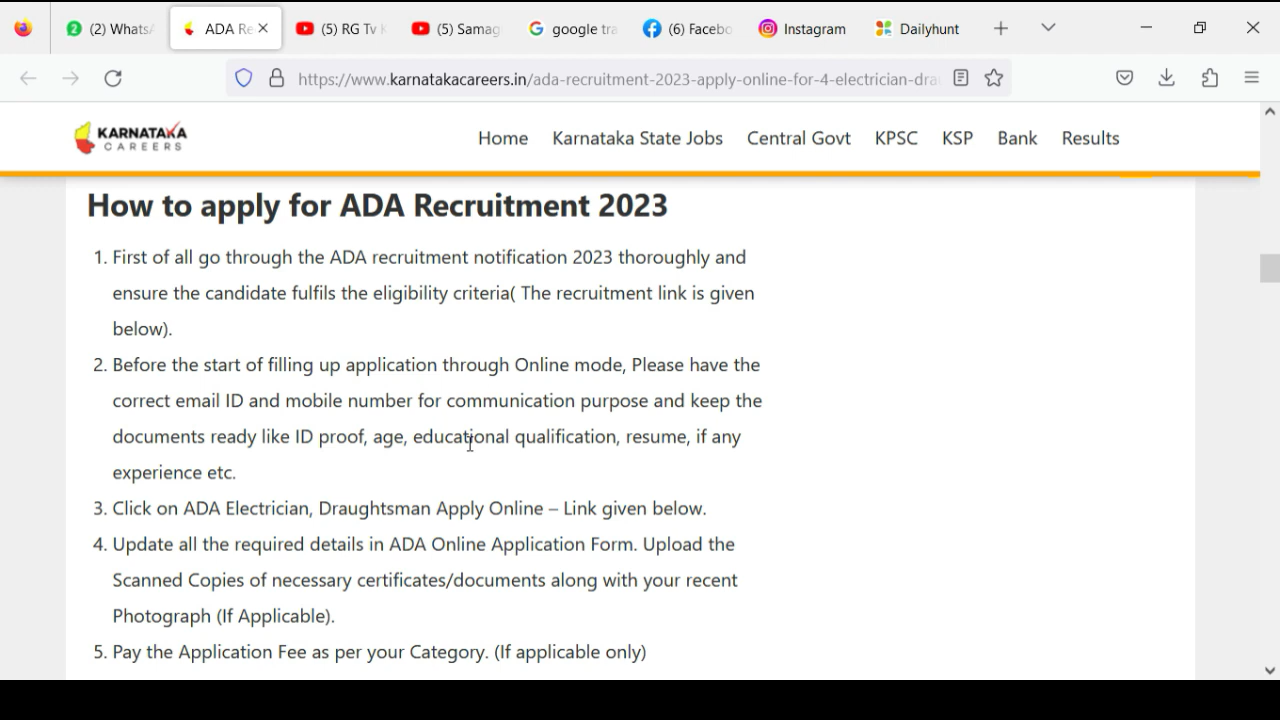 (2) WhatsA
ADA Re
(5) RG Tv K
(5) Samag
google tra
(6) Facebo
Instagram
Dailyhunt
https://www.karnatakacareers.in/ada-recruitment-2023-apply-online-for-4-electrician-dra
KARNATAKA
CAREERS
Home Karnataka State Jobs Central Govt KPSC KSP Bank Results
How to apply for ADA Recruitment 2023
1. First of all go through the ADA recruitment notification 2023 thoroughly and
ensure the candidate fulfils the eligibility criteria( The recruitment link is given
below).
2. Before the start of filling up application through Online mode, Please have the
correct email ID and mobile number for communication purpose and keep the
documents ready like ID proof, age, educational qualification, resume, if any
experience etc.
3. Click on ADA Electrician, Draughtsman Apply Online – Link given below.
4. Update all the required details in ADA Online Application Form. Upload the
Scanned Copies of necessary certificates/documents along with your recent
Photograph (If Applicable).
5. Pay the Application Fee as per your Category. (If applicable only)